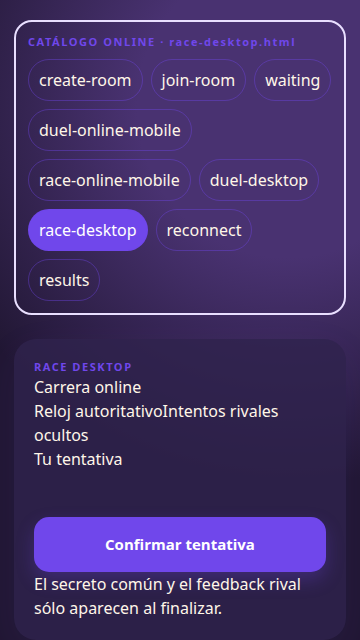 CATÁLOGO ONLINE · race-desktop.html
create-room join-room waiting
duel-online-mobile
race-online-mobile duel-desktop
race-desktop reconnect
results
RACE DESKTOP
Carrera online
Reloj autoritativoIntentos rivales
ocultos
Tu tentativa
Confirmar tentativa
El secreto común y el feedback rival
sólo aparecen al finalizar.